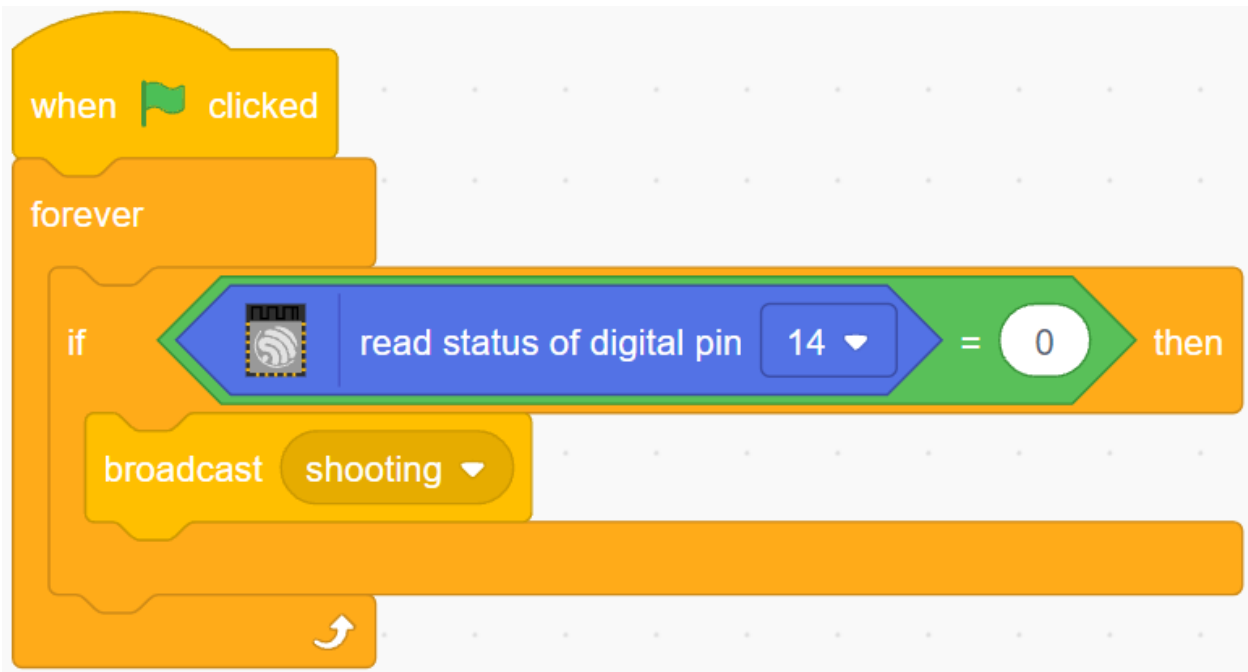 when clicked
forever
if read status of digital pin 14 = 0 then
broadcast shooting